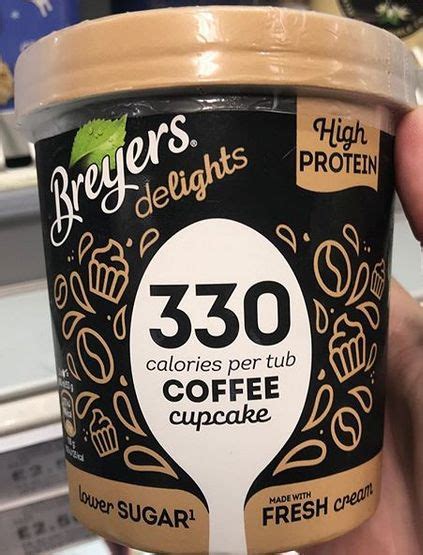 Breyers®
delights
High
PROTEIN
330
calories per tub
COFFEE
cupcake
lower SUGAR¹
MADE WITH
FRESH cream